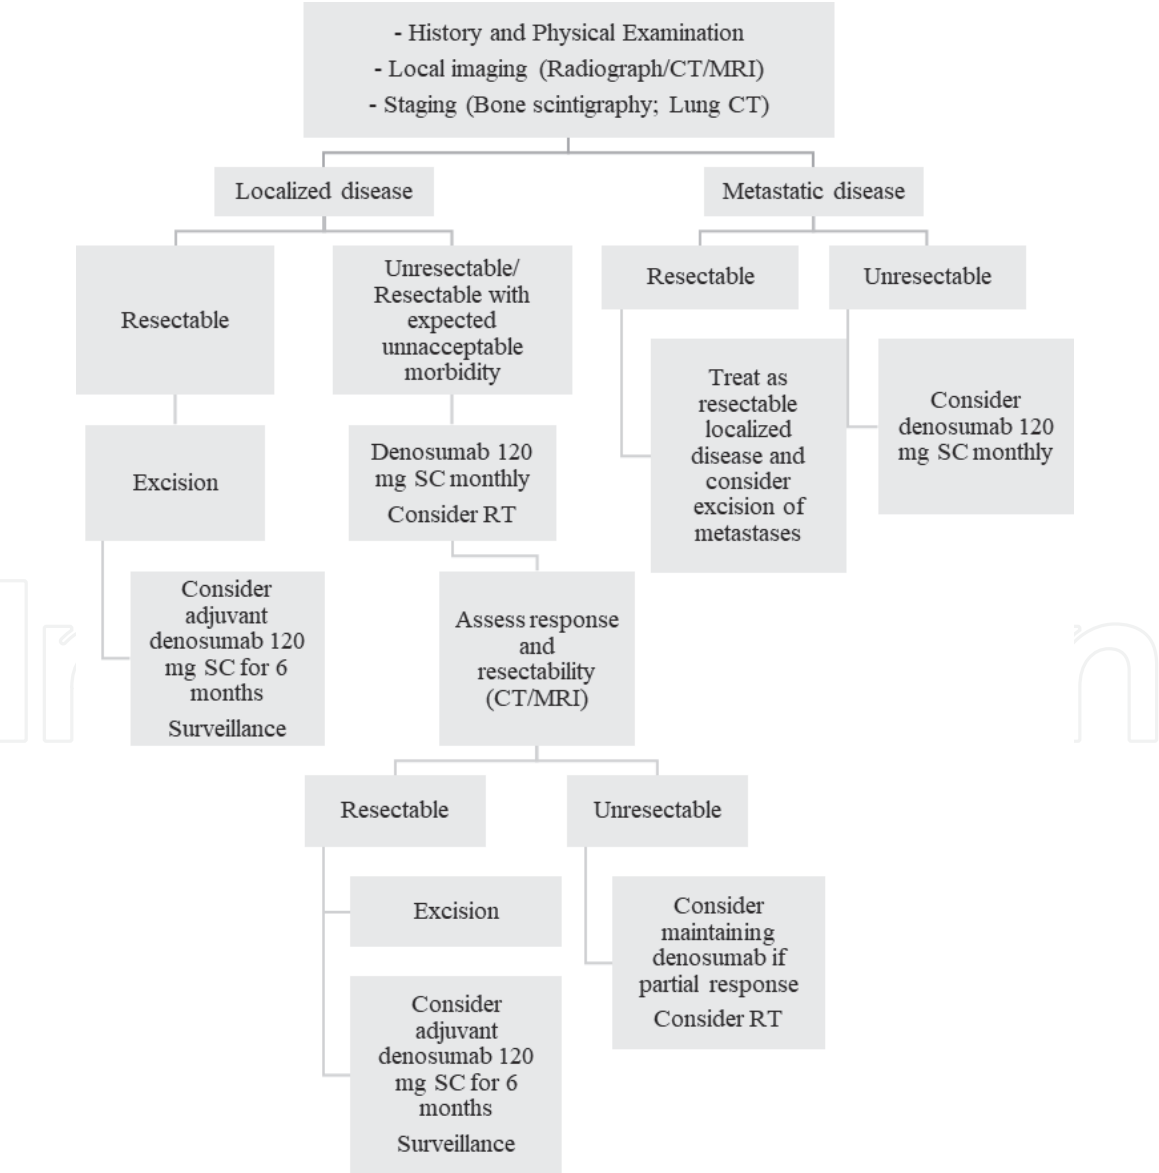 - History and Physical Examination
- Local imaging (Radiograph/CT/MRI)
- Staging (Bone scintigraphy; Lung CT)
Localized disease
Metastatic disease
Resectable
Unresectable/
Resectable with
expected
unnacceptable
morbidity
Resectable
Unresectable
Excision
Denosumab 120
mg SC monthly
Consider RT
Treat as
resectable
localized
disease and
consider
excision of
metastases
Consider
denosumab 120
mg SC monthly
Consider
adjuvant
denosumab 120
mg SC for 6
months
Surveillance
Assess response
and
resectability
(CT/MRI)
Resectable
Unresectable
Excision
Consider
adjuvant
denosumab 120
mg SC for 6
months
Surveillance
Consider
maintaining
denosumab if
partial response
Consider RT